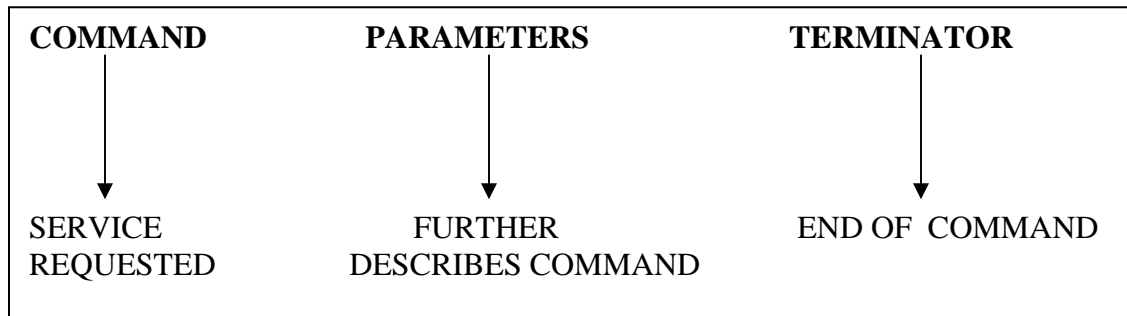 COMMAND PARAMETERS TERMINATOR
SERVICE FURTHER END OF COMMAND
REQUESTED DESCRIBES COMMAND